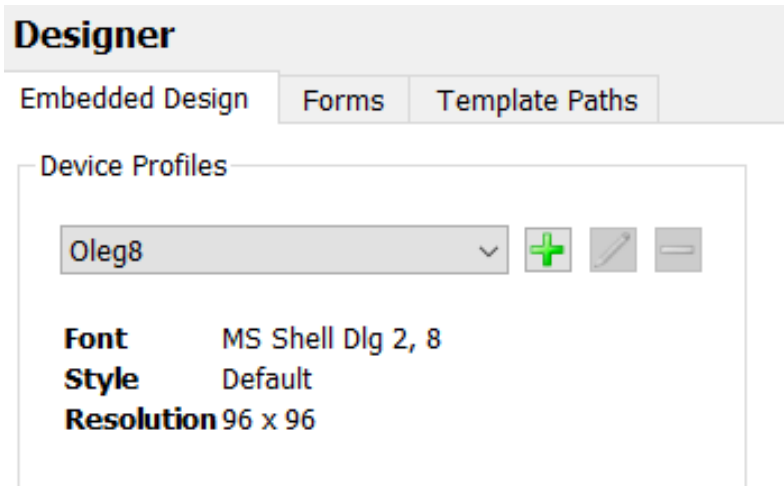 Designer
Embedded Design Forms Template Paths
Device Profiles
Oleg8
Font MS Shell Dlg 2, 8
Style Default
Resolution 96 x 96